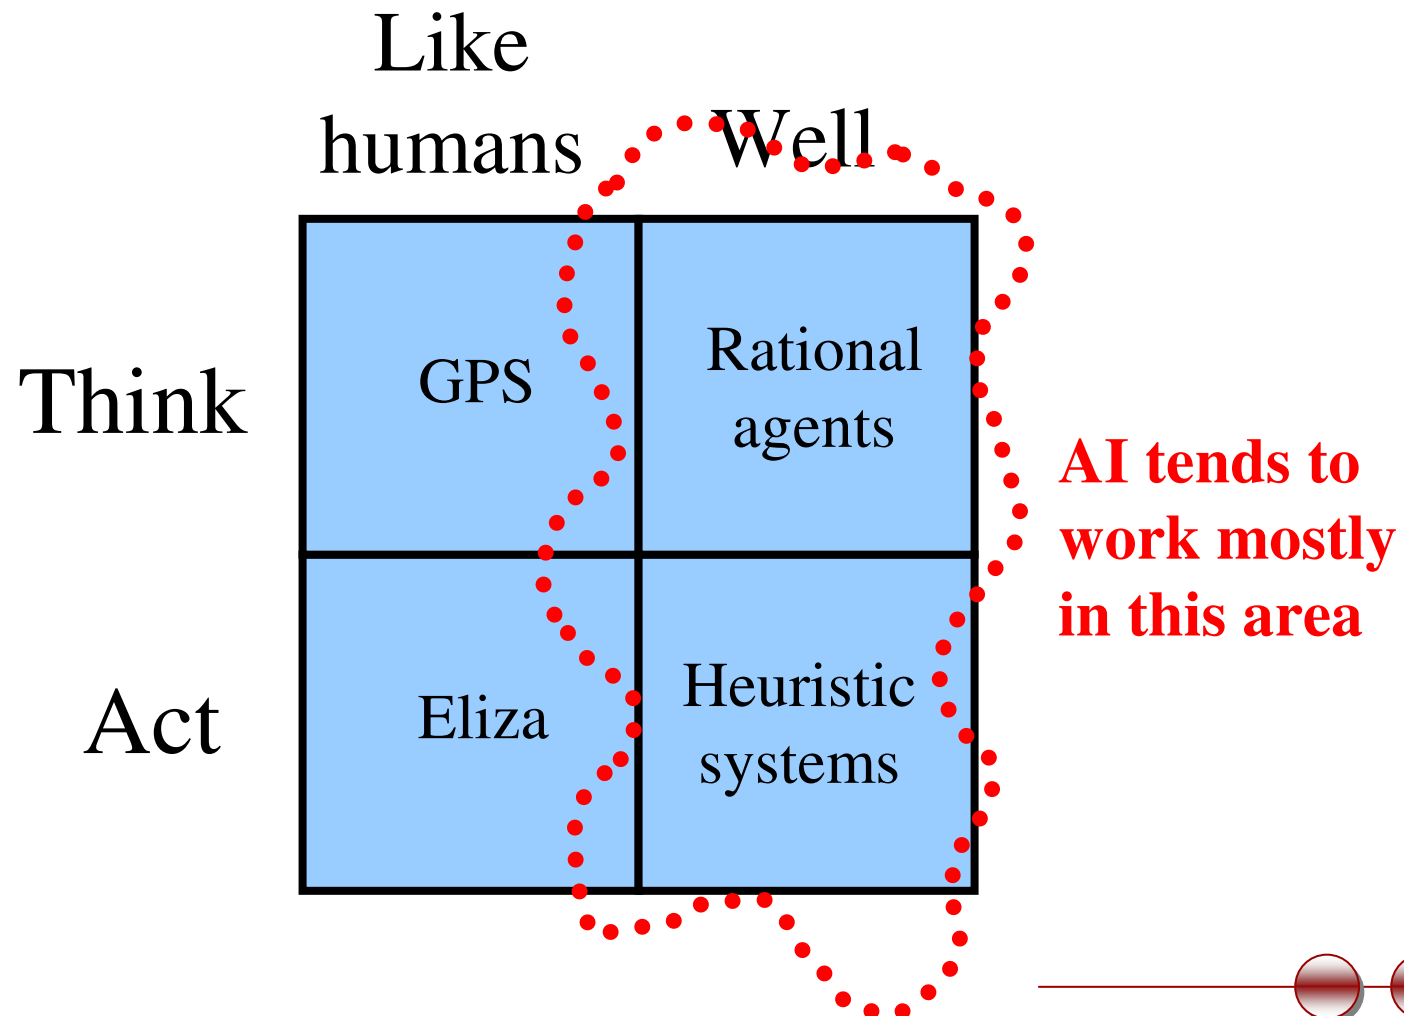 Like
humans
Well
Think
GPS
Rational
agents
AI tends to
work mostly
in this area
Act
Eliza
Heuristic
systems